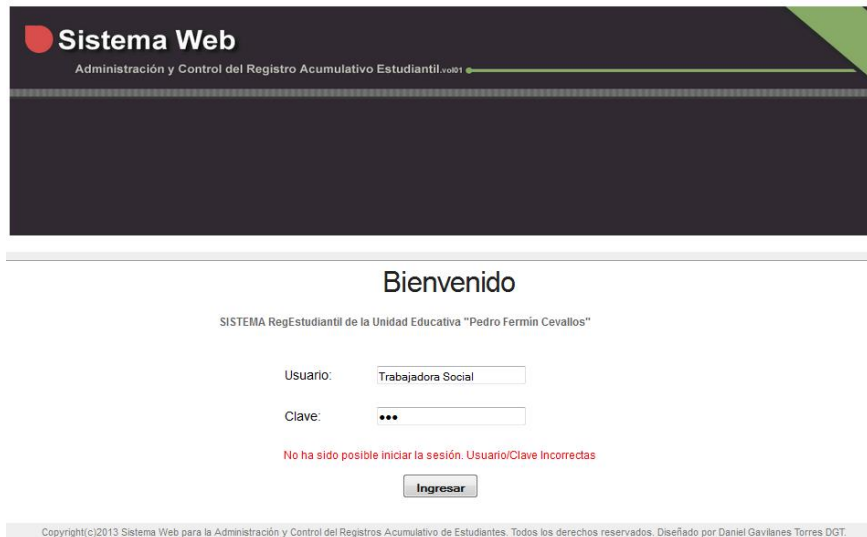 Sistema Web
Administración y Control del Registro Acumulativo Estudiantil.vol01
Bienvenido
SISTEMA RegEstudiantil de la Unidad Educativa "Pedro Fermín Cevallos"
Usuario: Trabajadora Social
Clave: •••
No ha sido posible iniciar la sesión. Usuario/Clave Incorrectas
Ingresar
Copyright(c)2013 Sistema Web para la Administración y Control del Registros Acumulativo de Estudiantes. Todos los derechos reservados. Diseñado por Daniel Gavilanes Torres DGT.